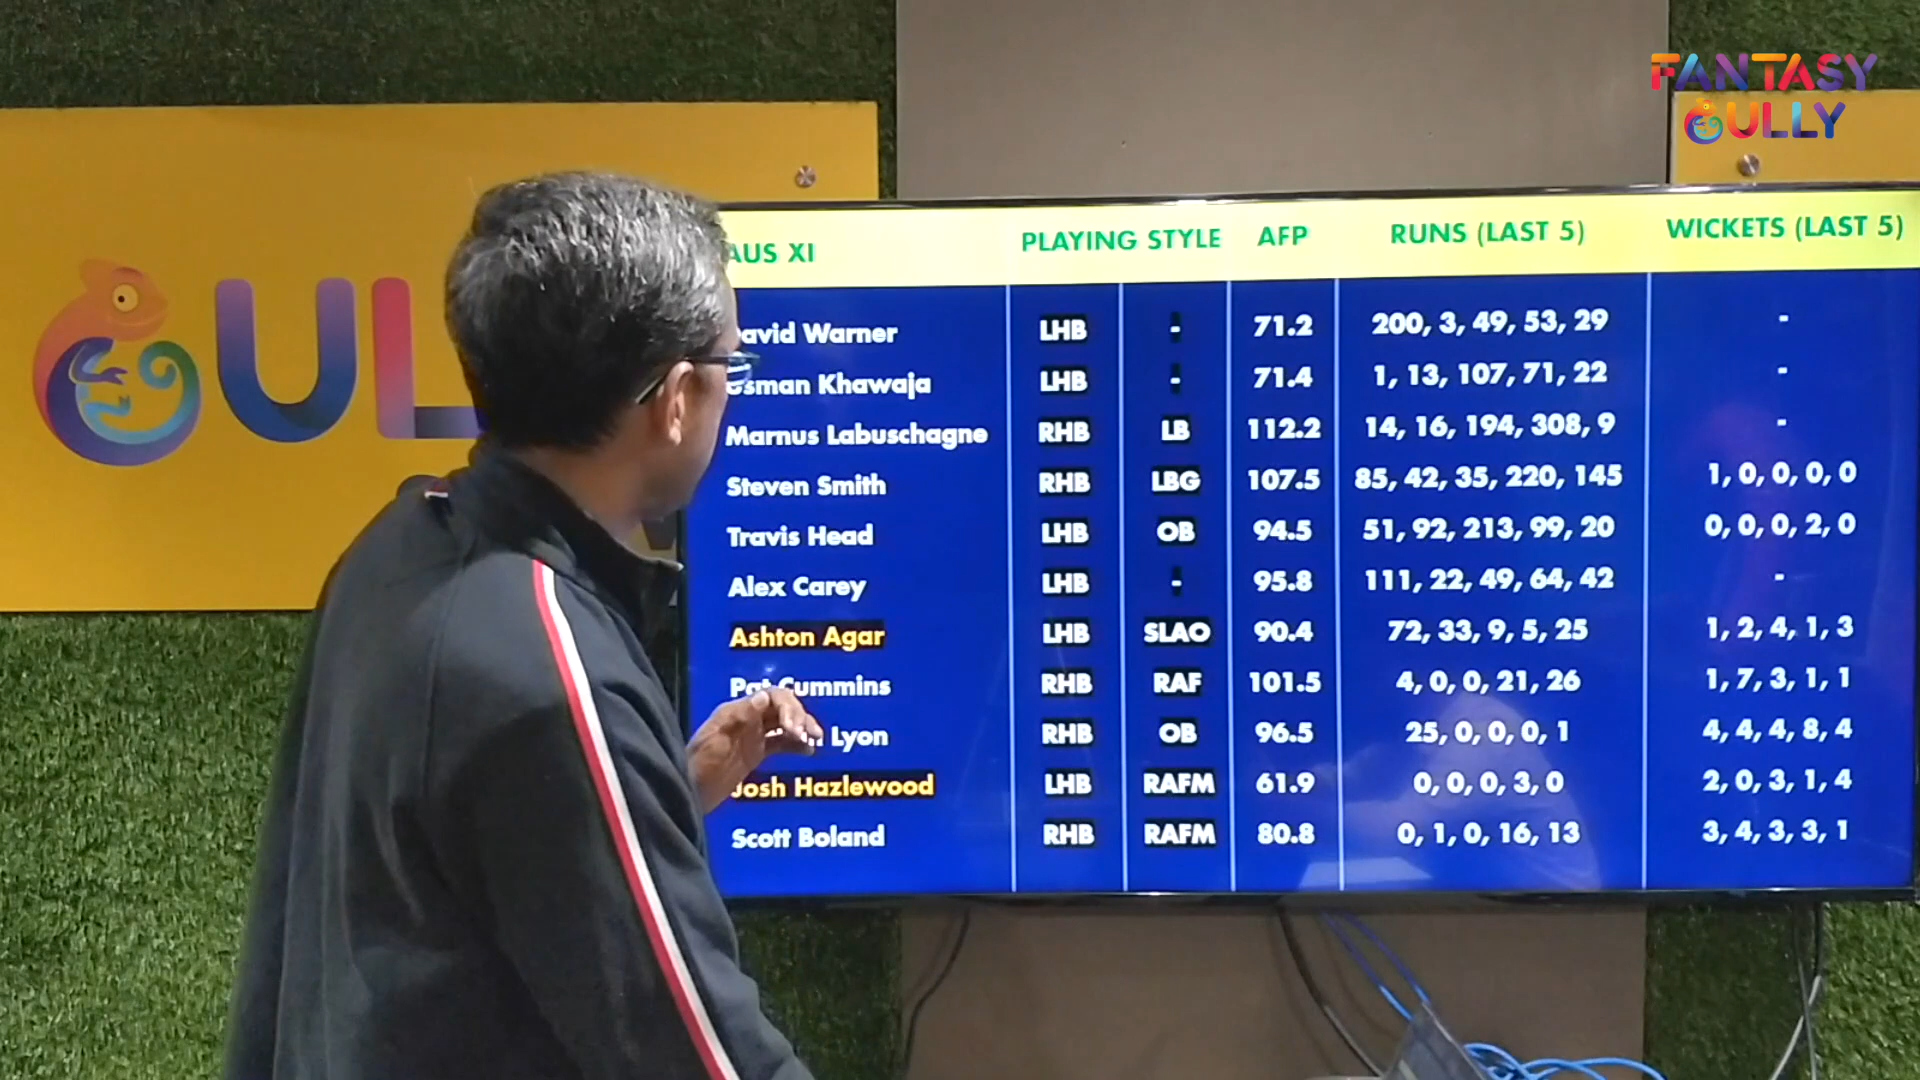 FANTASY
GULLY
UL
AUS XI PLAYING STYLE AFP RUNS (LAST 5) WICKETS (LAST 5)
David Warner LHB - 71.2 200, 3, 49, 53, 29 -
Usman Khawaja LHB - 71.4 1, 13, 107, 71, 22 -
Marnus Labuschagne RHB LB 112.2 14, 16, 194, 308, 9 -
Steven Smith RHB LBG 107.5 85, 42, 35, 220, 145 1, 0, 0, 0, 0
Travis Head LHB OB 94.5 51, 92, 213, 99, 20 0, 0, 0, 2, 0
Alex Carey LHB - 95.8 111, 22, 49, 64, 42 -
Ashton Agar LHB SLAO 90.4 72, 33, 9, 5, 25 1, 2, 4, 1, 3
Pat Cummins RHB RAF 101.5 4, 0, 0, 21, 26 1, 7, 3, 1, 1
Lyon RHB OB 96.5 25, 0, 0, 0, 1 4, 4, 4, 8, 4
Josh Hazlewood LHB RAFM 61.9 0, 0, 0, 3, 0 2, 0, 3, 1, 4
Scott Boland RHB RAFM 80.8 0, 1, 0, 16, 13 3, 4, 3, 3, 1